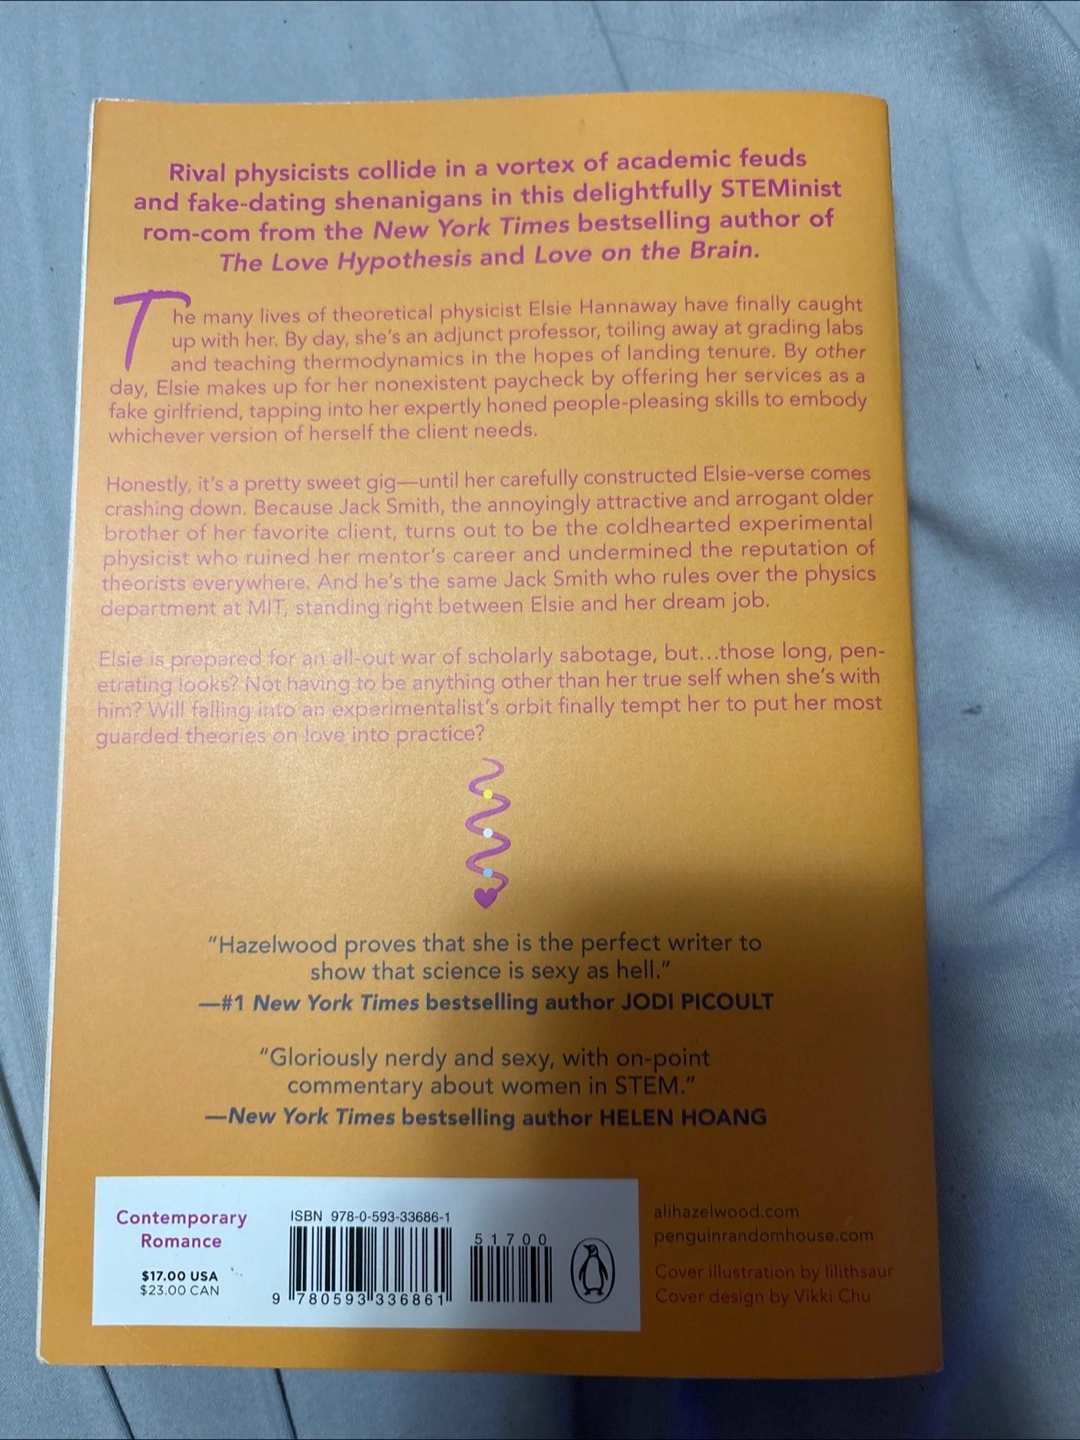 Rival physicists collide in a vortex of academic feuds
and fake-dating shenanigans in this delightfully STEMinist
rom-com from the New York Times bestselling author of
The Love Hypothesis and Love on the Brain.
The many lives of theoretical physicist Elsie Hannaway have finally caught
up with her. By day, she's an adjunct professor, toiling away at grading labs
and teaching thermodynamics in the hopes of landing tenure. By other
day, Elsie makes up for her nonexistent paycheck by offering her services as a
fake girlfriend, tapping into her expertly honed people-pleasing skills to embody
whichever version of herself the client needs.
Honestly, it's a pretty sweet gig—until her carefully constructed Elsie-verse comes
crashing down. Because Jack Smith, the annoyingly attractive and arrogant older
brother of her favorite client, turns out to be the coldhearted experimental
physicist who ruined her mentor's career and undermined the reputation of
theorists everywhere. And he's the same Jack Smith who rules over the physics
department at MIT, standing right between Elsie and her dream job.
Elsie is prepared for an all-out war of scholarly sabotage, but...those long, pen-
etrating looks? Not having to be anything other than her true self when she's with
him? Will falling into an experimentalist's orbit finally tempt her to put her most
guarded theories on love into practice?
"Hazelwood proves that she is the perfect writer to
show that science is sexy as hell."
—#1 New York Times bestselling author JODI PICOULT
"Gloriously nerdy and sexy, with on-point
commentary about women in STEM."
—New York Times bestselling author HELEN HOANG
Contemporary
Romance
$17.00 USA
$23.00 CAN
ISBN 978-0-593-33686-1
51700
9 780593 336861
alihazelwood.com
penguinrandomhouse.com
Cover illustration by lilithsaur
Cover design by Vikki Chu